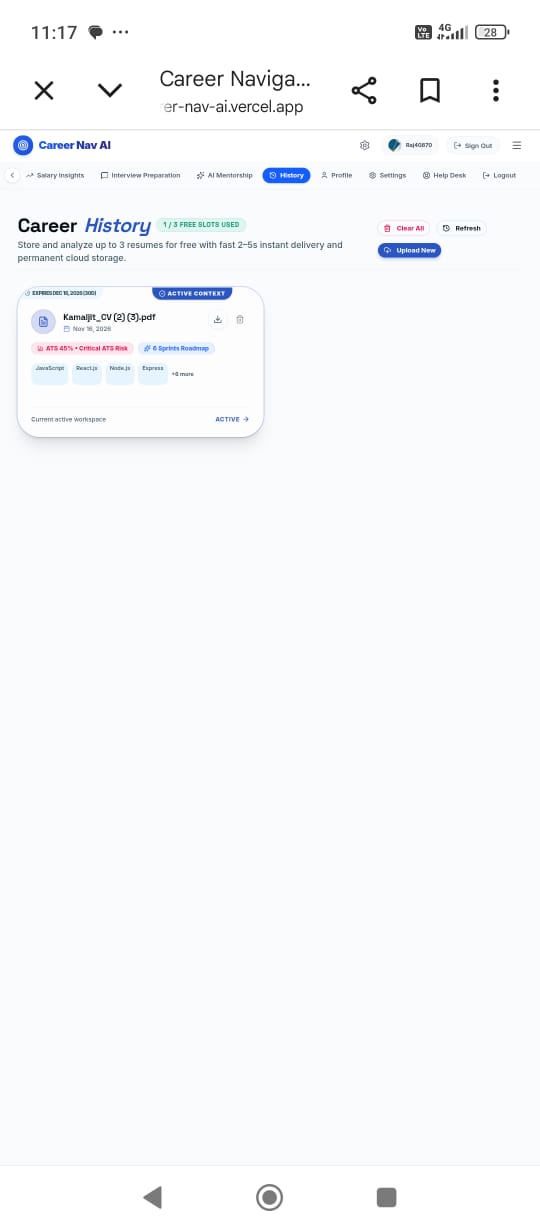 11:17
Vo LTE 4G 28
Career Naviga...
er-nav-ai.vercel.app
Career Nav AI
Raj40870
Sign Out
Salary Insights
Interview Preparation
AI Mentorship
History
Profile
Settings
Help Desk
Logout
Career History
1 / 3 FREE SLOTS USED
Store and analyze up to 3 resumes for free with fast 2–5s instant delivery and
permanent cloud storage.
Clear All
Refresh
Upload New
EXPIRES DEC 16, 2026 (30D)
ACTIVE CONTEXT
Kamaljit_CV (2) (3).pdf
Nov 16, 2026
ATS 45% • Critical ATS Risk
6 Sprints Roadmap
JavaScript
React.js
Node.js
Express
+6 more
Current active workspace
ACTIVE →